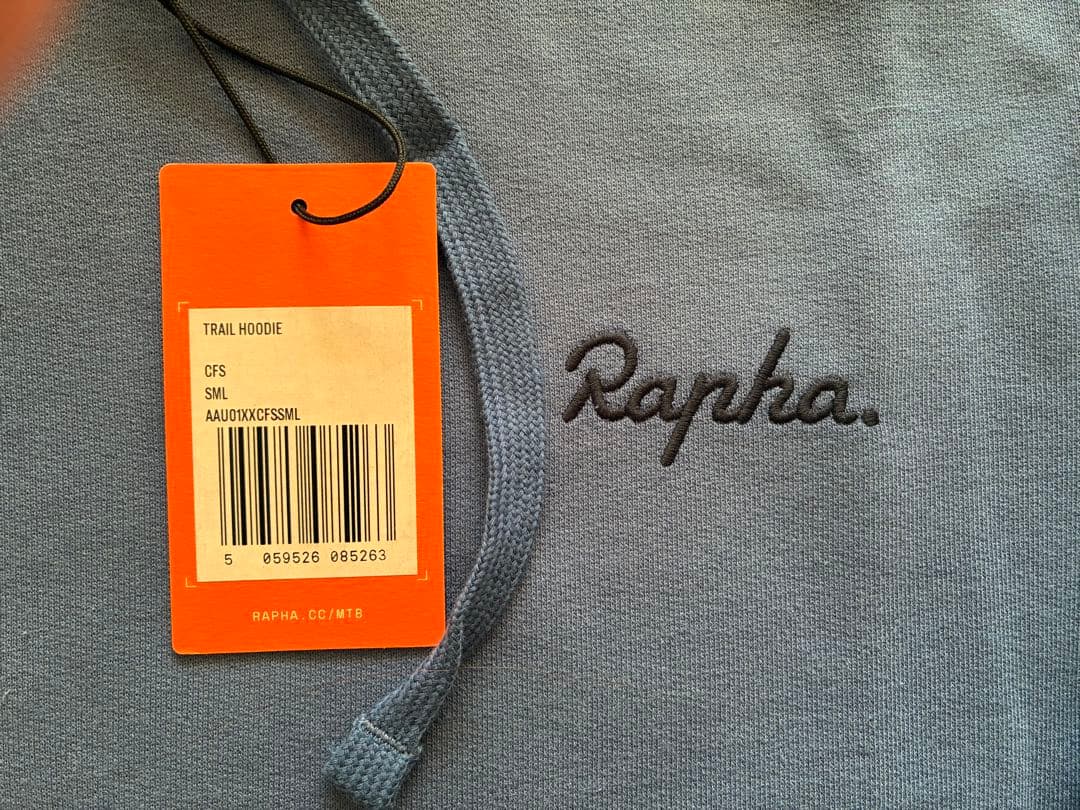 TRAIL HOODIE
CFS
SML
AAU01XXCFSSML
5 059526 085263
RAPHA.CC/MTB
Rapha.